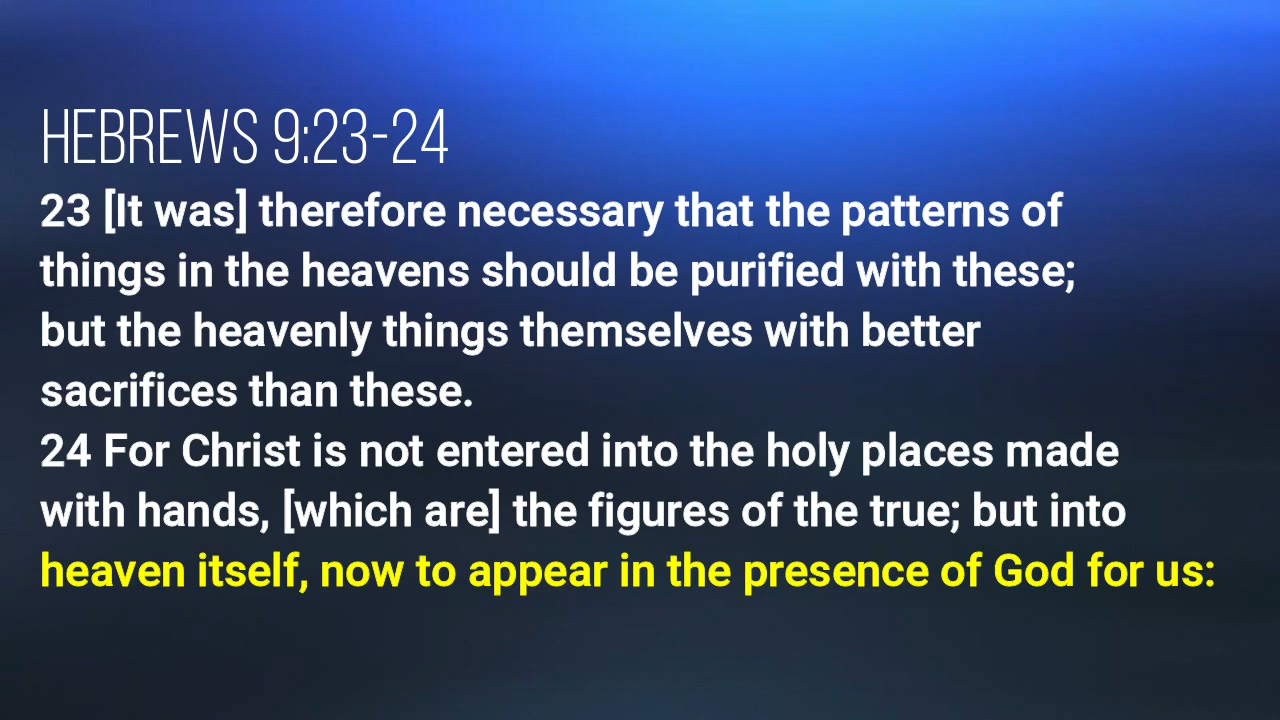 HEBREWS 9:23-24
23 [It was] therefore necessary that the patterns of
things in the heavens should be purified with these;
but the heavenly things themselves with better
sacrifices than these.
24 For Christ is not entered into the holy places made
with hands, [which are] the figures of the true; but into
heaven itself, now to appear in the presence of God for us: